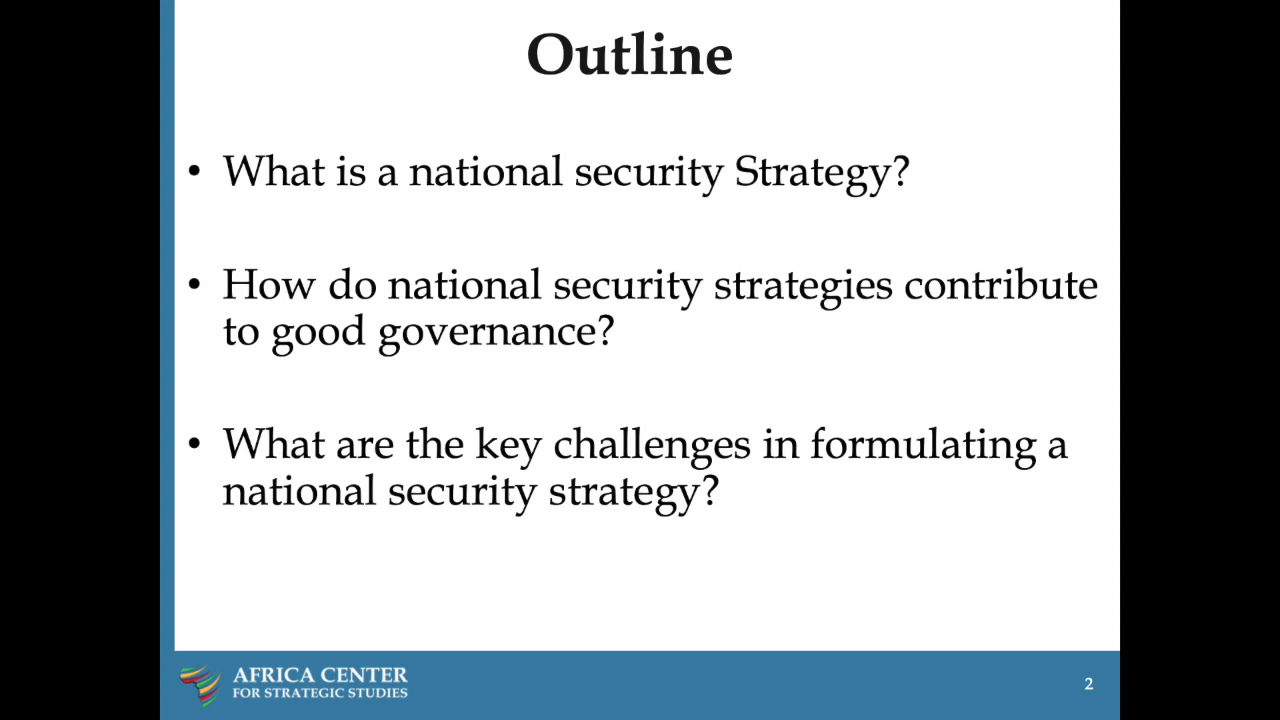 Outline
• What is a national security Strategy?
• How do national security strategies contribute
to good governance?
• What are the key challenges in formulating a
national security strategy?
AFRICA CENTER
FOR STRATEGIC STUDIES
2